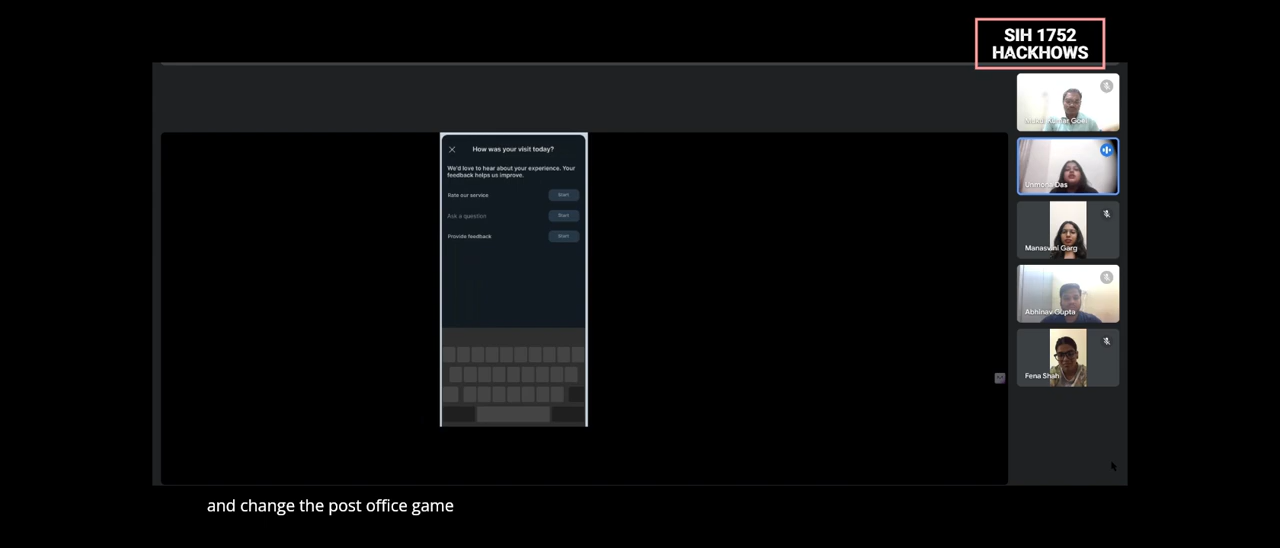 SIH 1752
HACKHOWS
How was your visit today?
We'd love to hear about your experience. Your
feedback helps us improve.
Rate our service
Start
Ask a question
Start
Provide feedback
Start
Unmona Das
Manasvini Garg
Abhinav Gupta
Fena Shah
and change the post office game